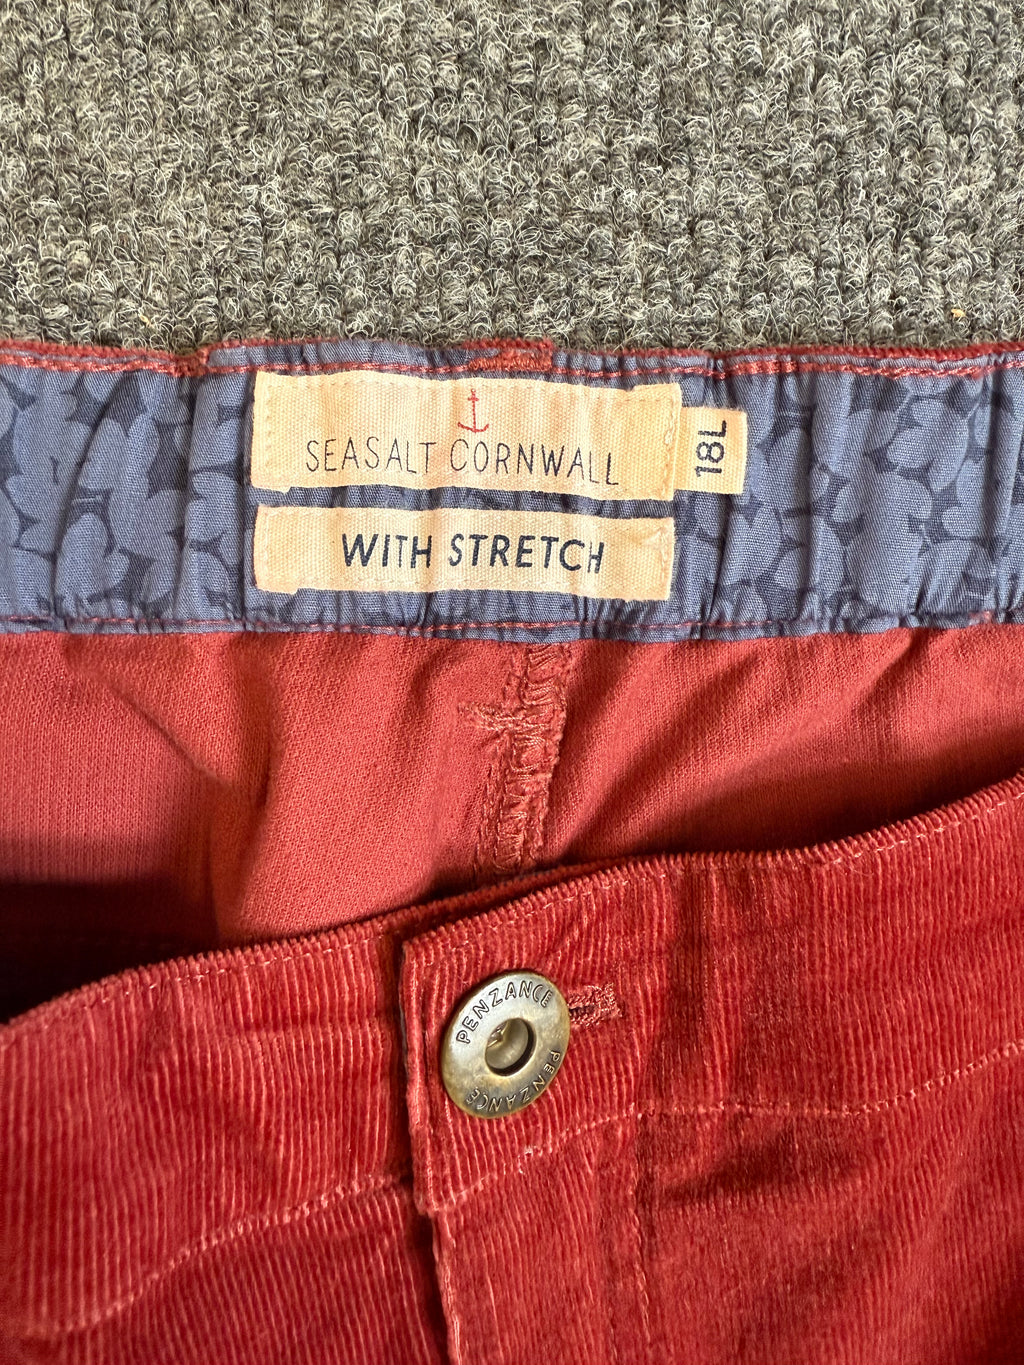 SEASALT CORNWALL
18L
WITH STRETCH
PENZANCE
PENZANCE